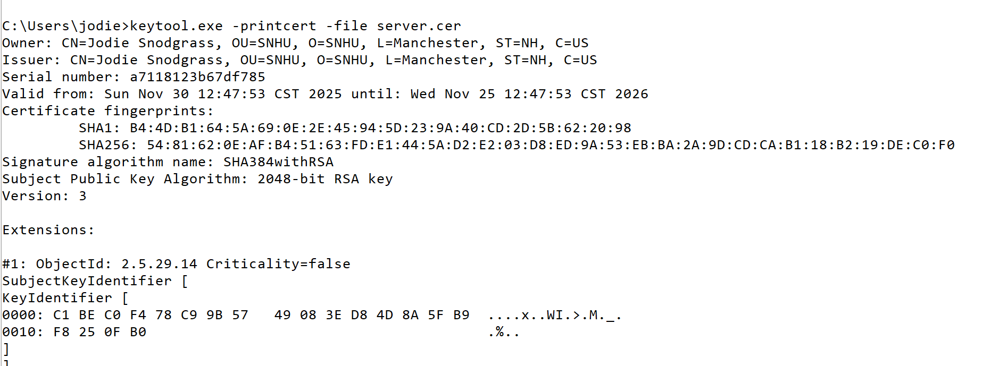 C:\Users\jodie>keytool.exe -printcert -file server.cer
Owner: CN=Jodie Snodgrass, OU=SNHU, O=SNHU, L=Manchester, ST=NH, C=US
Issuer: CN=Jodie Snodgrass, OU=SNHU, O=SNHU, L=Manchester, ST=NH, C=US
Serial number: a7118123b67df785
Valid from: Sun Nov 30 12:47:53 CST 2025 until: Wed Nov 25 12:47:53 CST 2026
Certificate fingerprints:
         SHA1: B4:4D:B1:64:5A:69:0E:2E:45:94:5D:23:9A:40:CD:2D:5B:62:20:98
         SHA256: 54:81:62:0E:AF:B4:51:63:FD:E1:44:5A:D2:E2:03:D8:ED:9A:53:EB:BA:2A:9D:CD:CA:B1:18:B2:19:DE:C0:F0
Signature algorithm name: SHA384withRSA
Subject Public Key Algorithm: 2048-bit RSA key
Version: 3

Extensions:

#1: ObjectId: 2.5.29.14 Criticality=false
SubjectKeyIdentifier [
KeyIdentifier [
0000: C1 BE C0 F4 78 C9 9B 57   49 08 3E D8 4D 8A 5F B9  ....x..WI.>.M._.
0010: F8 25 0F B0                                        .%..
]
]